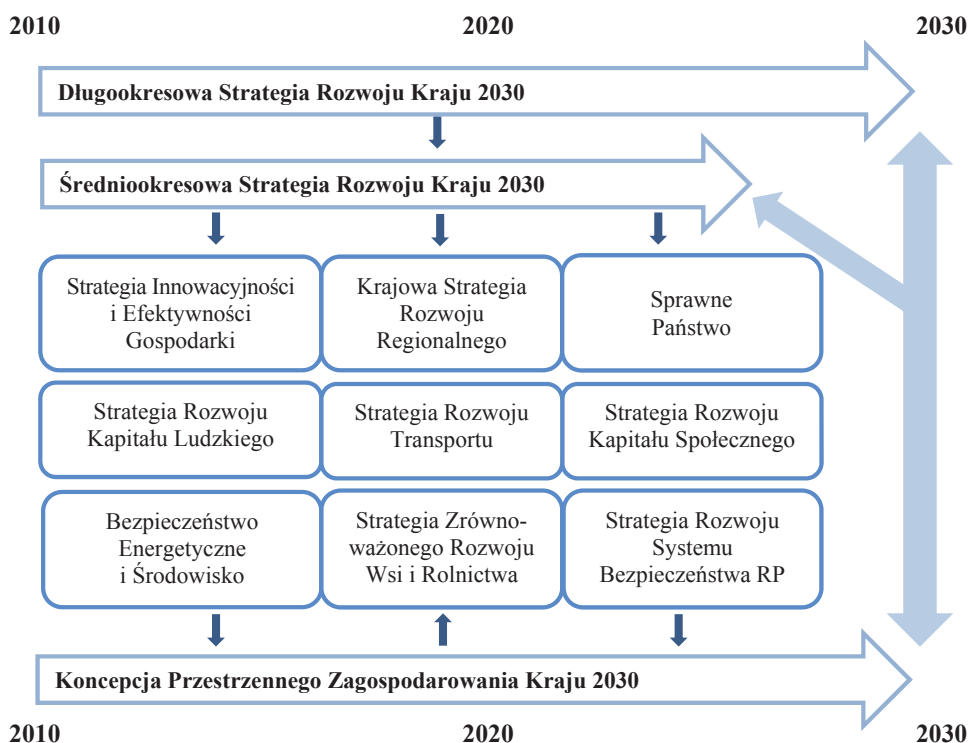 2010 2020 2030
Długookresowa Strategia Rozwoju Kraju 2030
Średniookresowa Strategia Rozwoju Kraju 2030
Strategia Innowacyjności
i Efektywności
Gospodarki
Krajowa Strategia
Rozwoju
Regionalnego
Sprawne
Państwo
Strategia Rozwoju
Kapitału Ludzkiego
Strategia Rozwoju
Transportu
Strategia Rozwoju
Kapitału Społecznego
Bezpieczeństwo
Energetyczne
i Środowisko
Strategia Zrówno-
ważonego Rozwoju
Wsi i Rolnictwa
Strategia Rozwoju
Systemu
Bezpieczeństwa RP
Koncepcja Przestrzennego Zagospodarowania Kraju 2030
2010 2020 2030